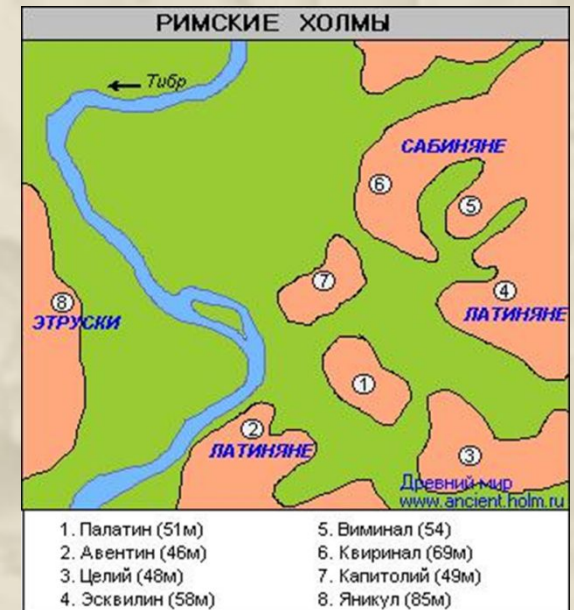 РИМСКИЕ ХОЛМЫ
Тибр
САБИНЯНЕ
6
5
7
4
8
ЭТРУСКИ
ЛАТИНЯНЕ
1
2
ЛАТИНЯНЕ
3
Древний мир
www.ancient.holm.ru
1. Палатин (51м)
2. Авентин (46м)
3. Целий (48м)
4. Эсквилин (58м)
5. Виминал (54)
6. Квиринал (69м)
7. Капитолий (49м)
8. Яникул (85м)